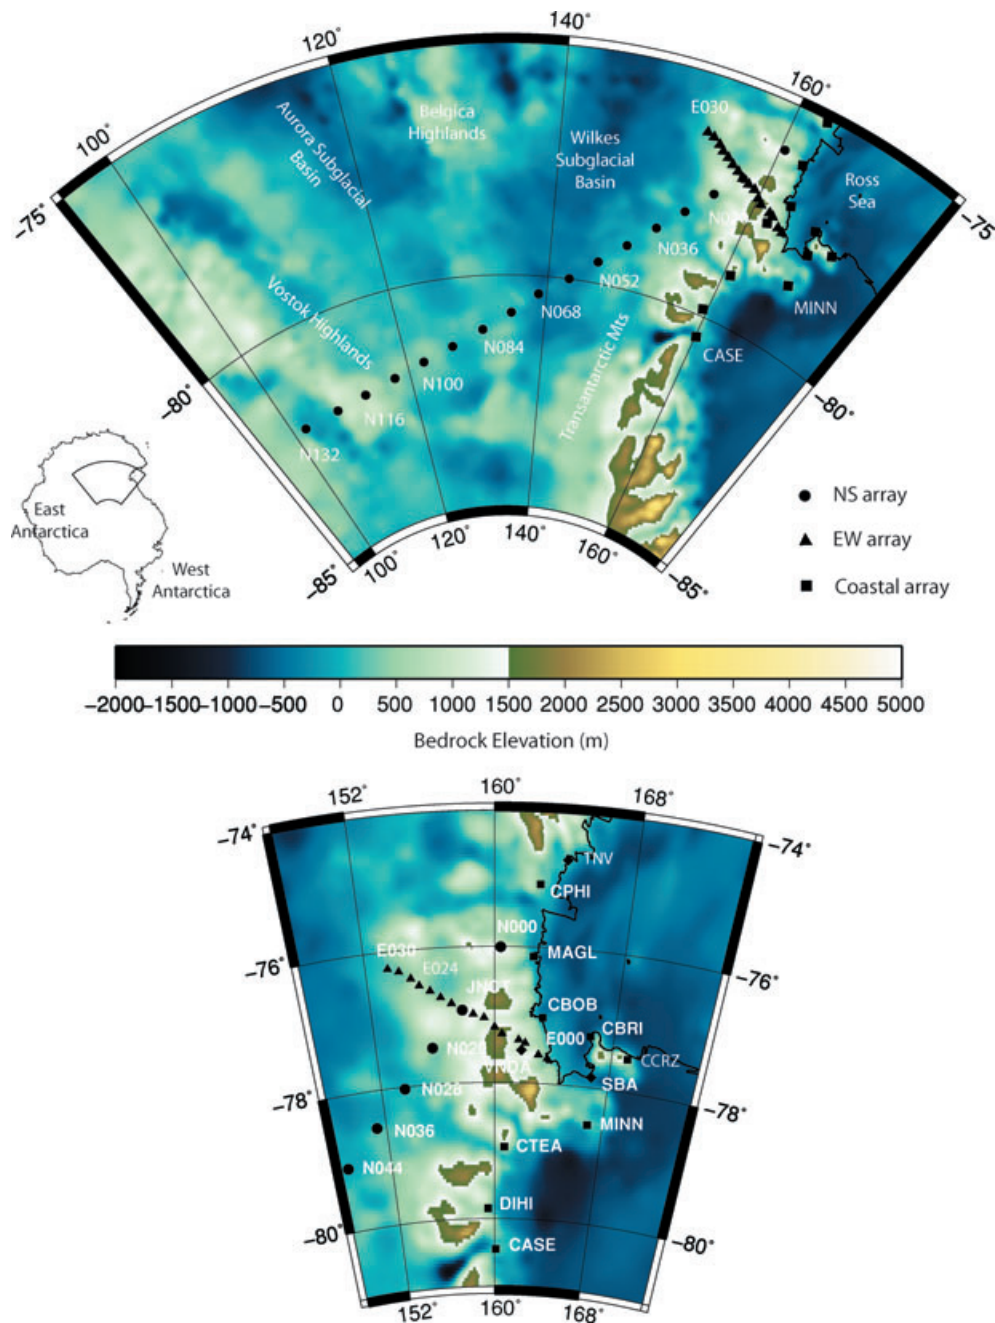 140°
120°
160°
E030
100°
Aurora Subglacial
Basin
Belgica
Highlands
Wilkes
Subglacial
Basin
Ross
Sea
−75°
−75°
N028
N036
N052
MINN
N068
Vostok Highlands
Transantarctic Mts
N084
CASE
N100
−80°
−80°
N116
N132
NS array
East
Antarctica
EW array
140°
120°
160°
100°
−85°
−85°
West
Antarctica
Coastal array
−2000−1500−1000 −500 0 500 1000 1500 2000 2500 3000 3500 4000 4500 5000
Bedrock Elevation (m)
160°
152°
168°
−74°
−74°
TNV
CPHI
N000
E030
MAGL
−76°
E024
−76°
JNCT
CBOB
CBRI
E000
N020
CCRZ
VNDA
SBA
N028
−78°
−78°
MINN
N036
CTEA
N044
DIHI
−80°
CASE
−80°
152°
160°
168°